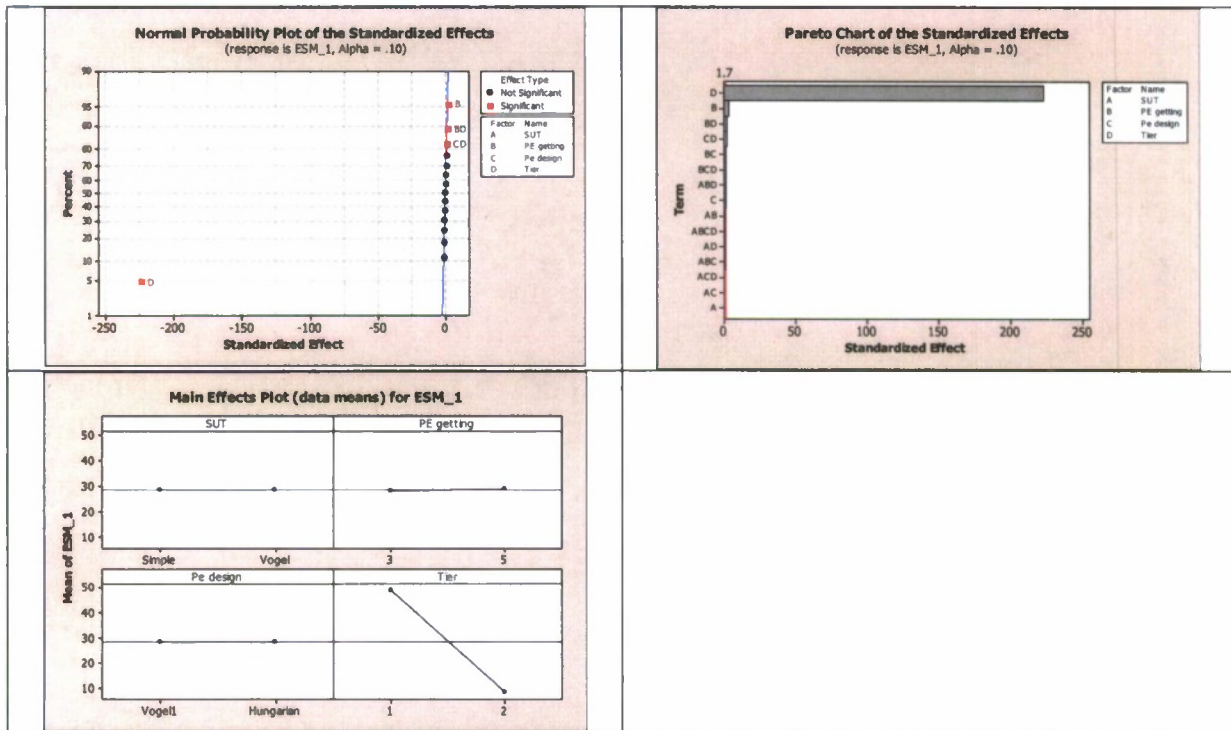 Normal Probability Plot of the Standardized Effects
(response is ESM_1, Alpha = .10)
Percent
90
95
80
80
70
60
50
40
30
20
10
5
1
B
BD
CD
D
-250 -200 -150 -100 -50 0
Standardized Effect
Effect Type
Not Significant
Significant
Factor Name
A SUT
B PE getting
C Pe design
D Tier
Pareto Chart of the Standardized Effects
(response is ESM_1, Alpha = .10)
1.7
Term
D
B
BD
CD
BC
BCD
ABD
C
AB
ABCD
AD
ABC
ACD
AC
A
0 50 100 150 200 250
Standardized Effect
Factor Name
A SUT
B PE getting
C Pe design
D Tier
Main Effects Plot (data means) for ESM_1
Mean of ESM_1
SUT PE getting
50
40
30
20
10
Simple Vogel 3 5
Pe design Tier
50
40
30
20
10
Vogel1 Hungarian 1 2